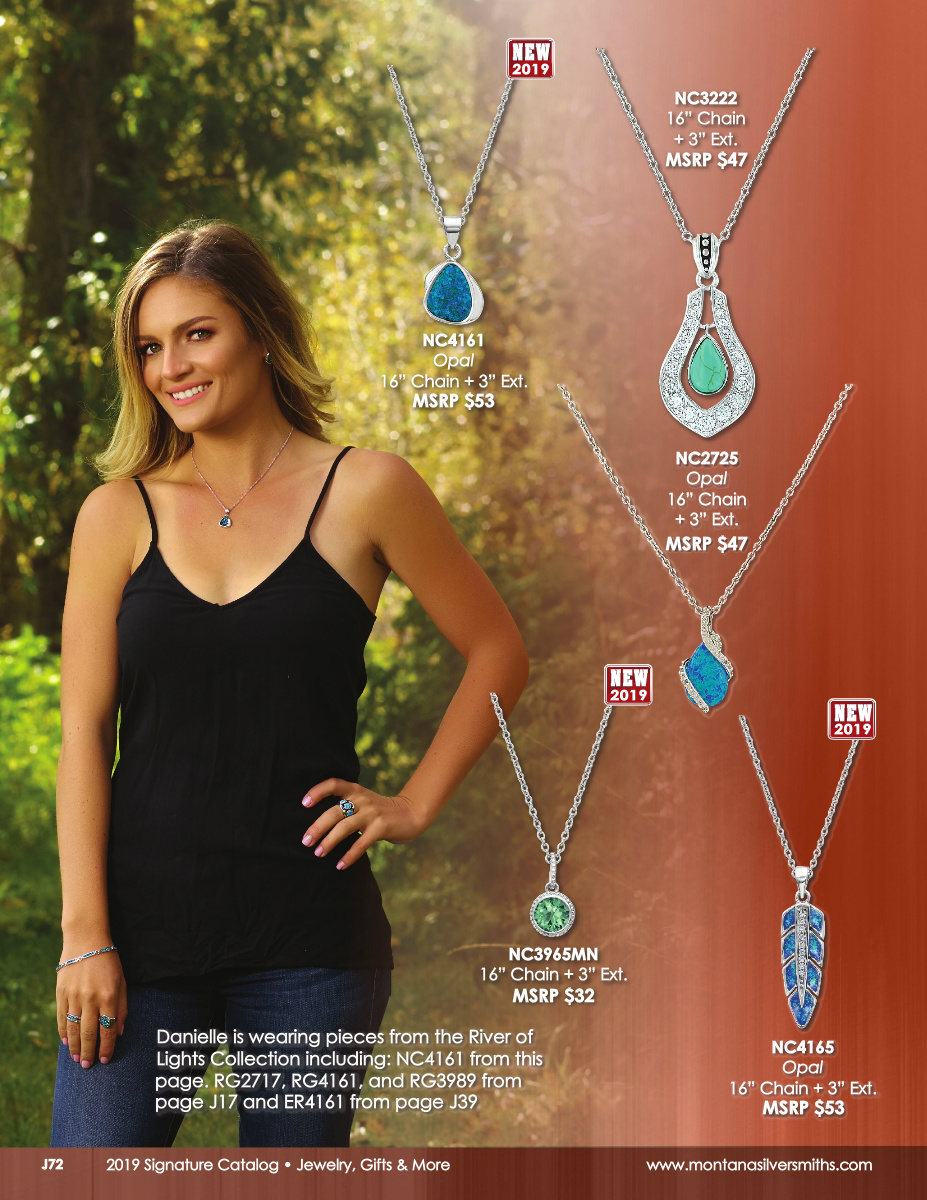 NEW
2019
NC4161
Opal
16” Chain + 3” Ext.
MSRP $53
NC3222
16” Chain
+ 3” Ext.
MSRP $47
NC2725
Opal
16” Chain
+ 3” Ext.
MSRP $47
NEW
2019
NC3965MN
16” Chain + 3” Ext.
MSRP $32
NEW
2019
NC4165
Opal
16” Chain + 3” Ext.
MSRP $53
Danielle is wearing pieces from the River of
Lights Collection including: NC4161 from this
page. RG2717, RG4161, and RG3989 from
page J17 and ER4161 from page J39
J72 2019 Signature Catalog • Jewelry, Gifts & More www.montanasilversmiths.com